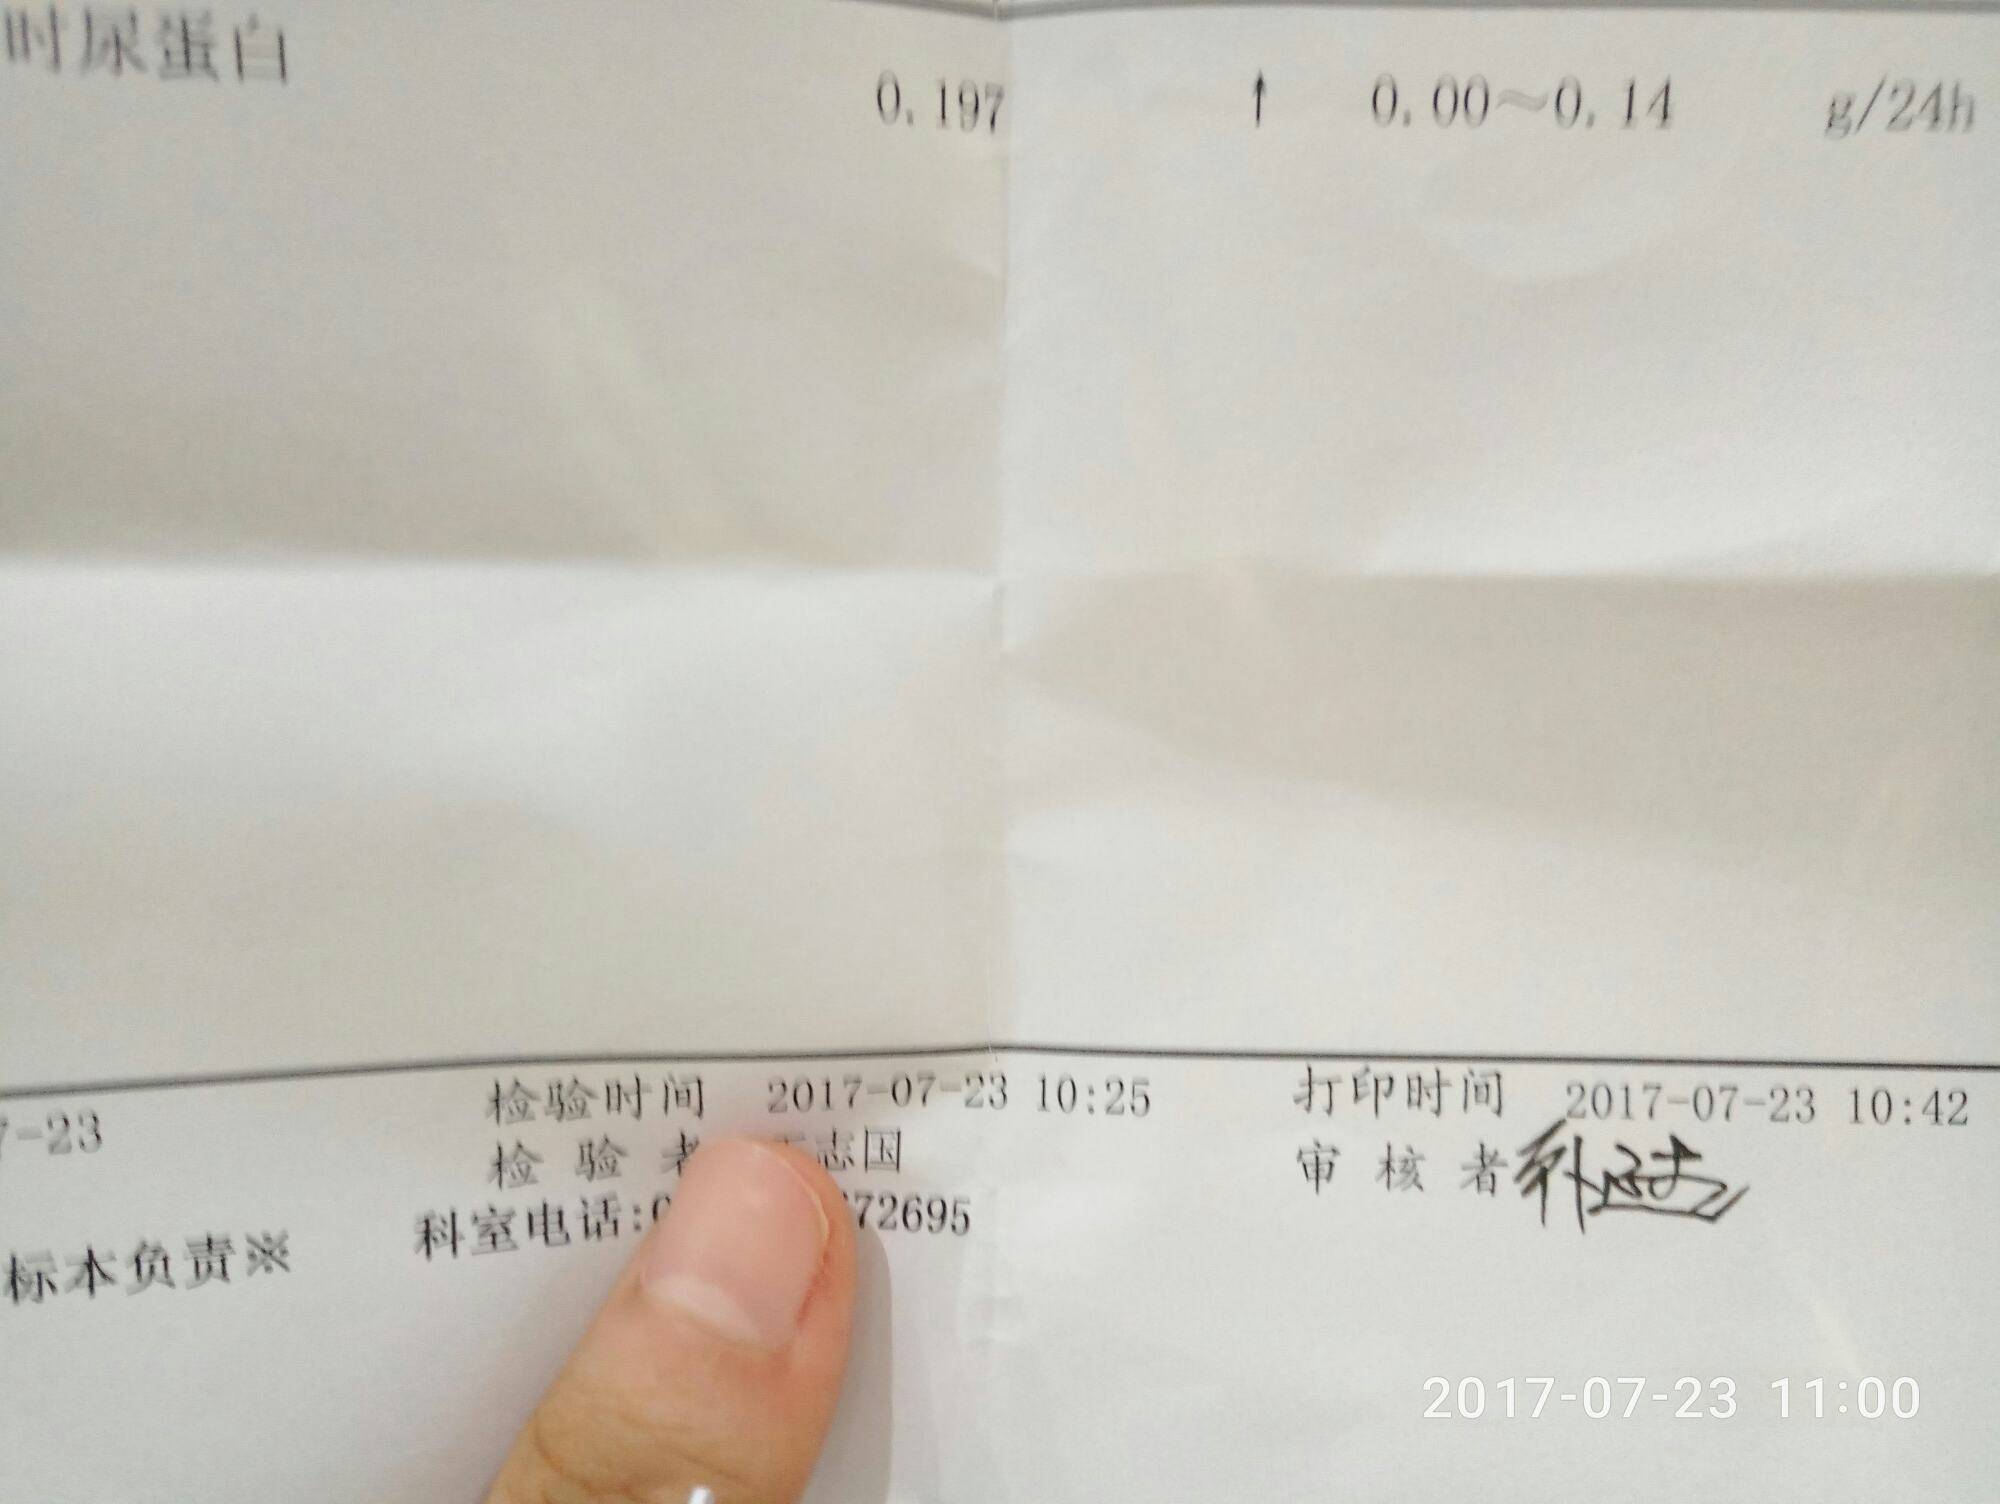 时尿蛋白
0.197 ↑ 0.00～0.14 g/24h
7-23 检验时间 2017-07-23 10:25 打印时间 2017-07-23 10:42
检验者 志国 审核者
标本负责※ 科室电话:0 72695
2017-07-23 11:00